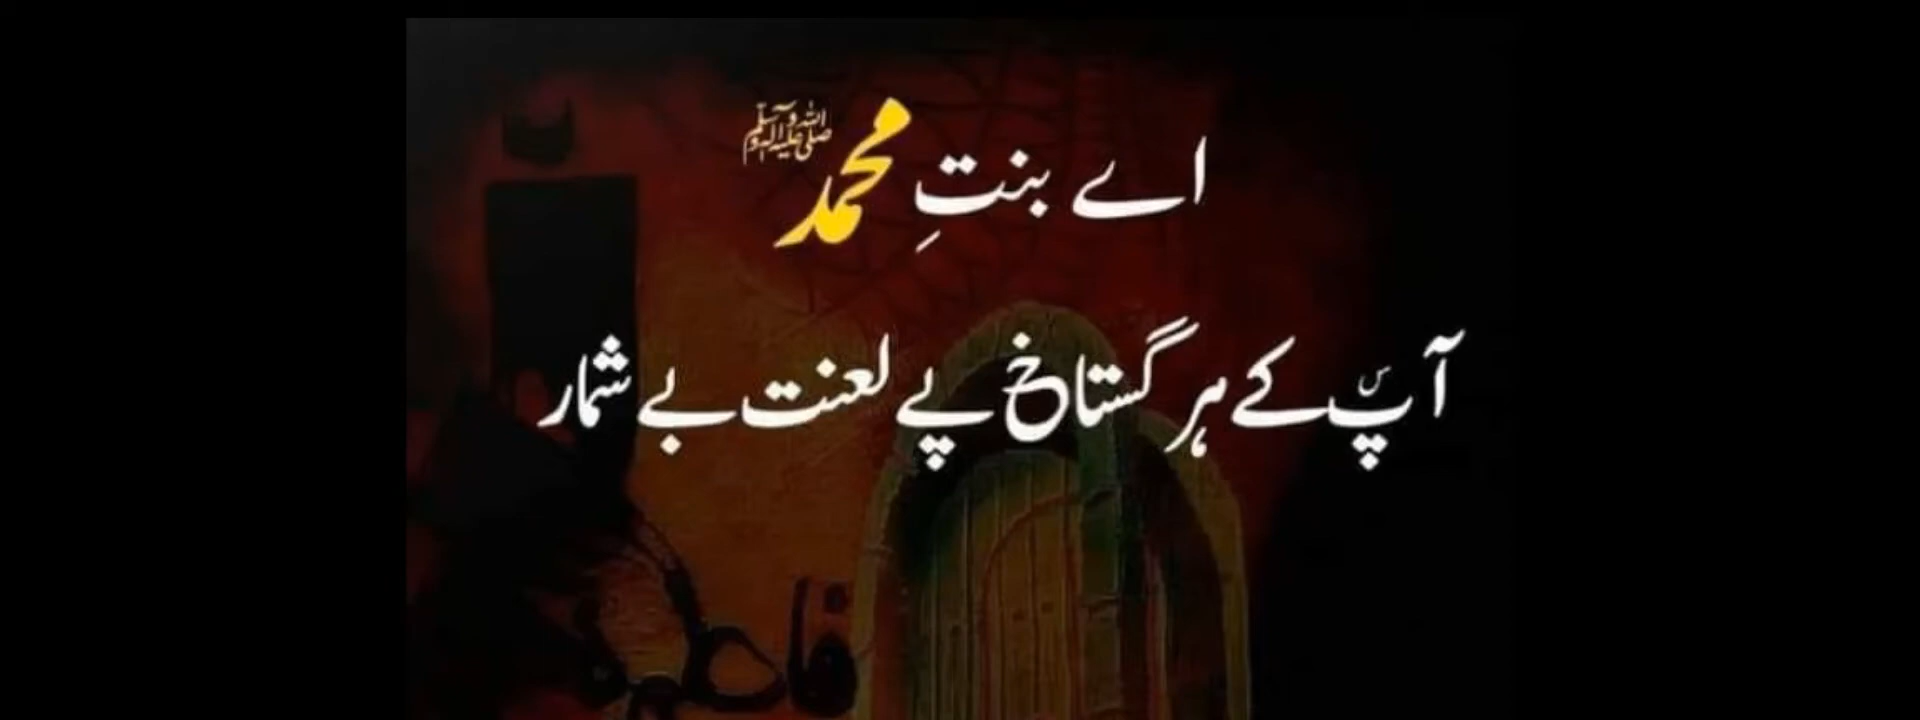 اے بنتِ محمد صلی اللہ علیہ وآلہ وسلم
آپؑ کے ہر گستاخ پے لعنت بے شمار
فاطمہ